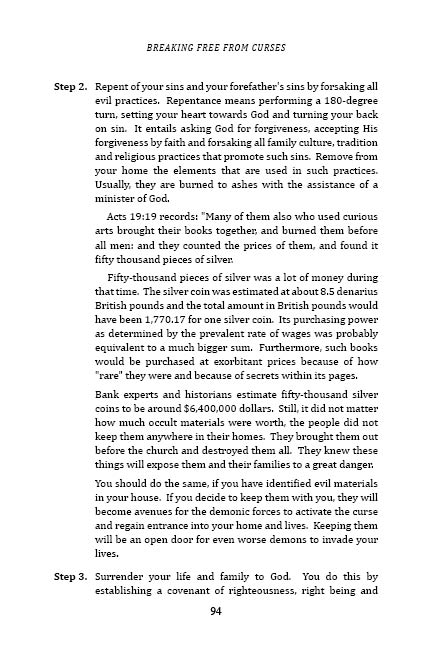 BREAKING FREE FROM CURSES
Step 2. Repent of your sins and your forefather's sins by forsaking all
evil practices. Repentance means performing a 180-degree
turn, setting your heart towards God and turning your back
on sin. It entails asking God for forgiveness, accepting His
forgiveness by faith and forsaking all family culture, tradition
and religious practices that promote such sins. Remove from
your home the elements that are used in such practices.
Usually, they are burned to ashes with the assistance of a
minister of God.
Acts 19:19 records: "Many of them also who used curious
arts brought their books together, and burned them before
all men: and they counted the prices of them, and found it
fifty thousand pieces of silver.
Fifty-thousand pieces of silver was a lot of money during
that time. The silver coin was estimated at about 8.5 denarius
British pounds and the total amount in British pounds would
have been 1,770.17 for one silver coin. Its purchasing power
as determined by the prevalent rate of wages was probably
equivalent to a much bigger sum. Furthermore, such books
would be purchased at exorbitant prices because of how
"rare" they were and because of secrets within its pages.
Bank experts and historians estimate fifty-thousand silver
coins to be around $6,400,000 dollars. Still, it did not matter
how much occult materials were worth, the people did not
keep them anywhere in their homes. They brought them out
before the church and destroyed them all. They knew these
things will expose them and their families to a great danger.
You should do the same, if you have identified evil materials
in your house. If you decide to keep them with you, they will
become avenues for the demonic forces to activate the curse
and regain entrance into your home and lives. Keeping them
will be an open door for even worse demons to invade your
lives.
Step 3. Surrender your life and family to God. You do this by
establishing a covenant of righteousness, right being and
94